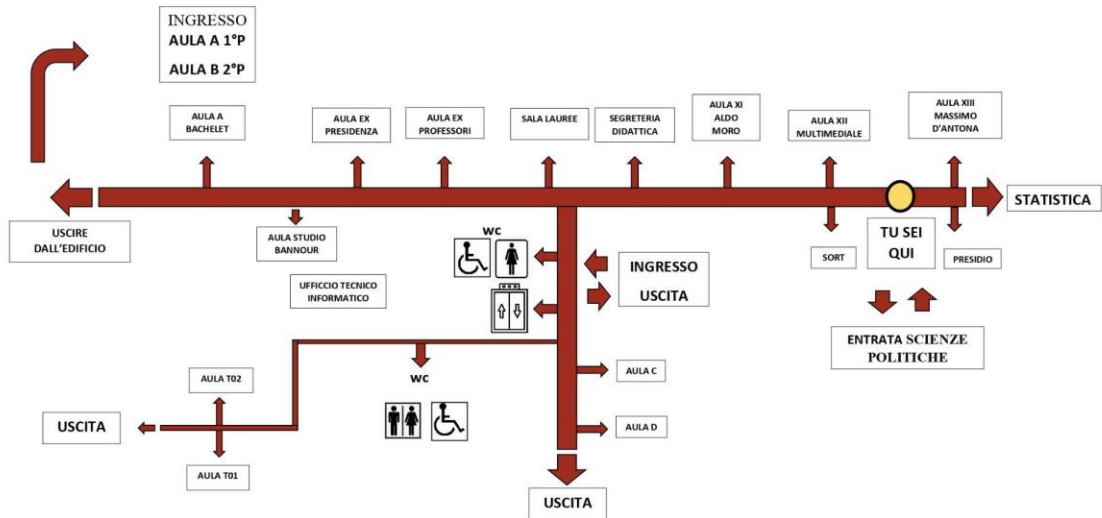 INGRESSO
AULA A 1°P
AULA B 2°P
AULA A
BACHELET
AULA EX
PRESIDENZA
AULA EX
PROFESSORI
SALA LAUREE
SEGRETERIA
DIDATTICA
AULA XI
ALDO
MORO
AULA XII
MULTIMEDIALE
AULA XIII
MASSIMO
D'ANTONA
STATISTICA
USCIRE
DALL'EDIFICIO
AULA STUDIO
BANNOUR
UFFICCIO TECNICO
INFORMATICO
WC
INGRESSO
USCITA
SORT
TU SEI
QUI
PRESIDIO
ENTRATA SCIENZE
POLITICHE
WC
AULA T02
USCITA
AULA T01
AULA C
AULA D
USCITA